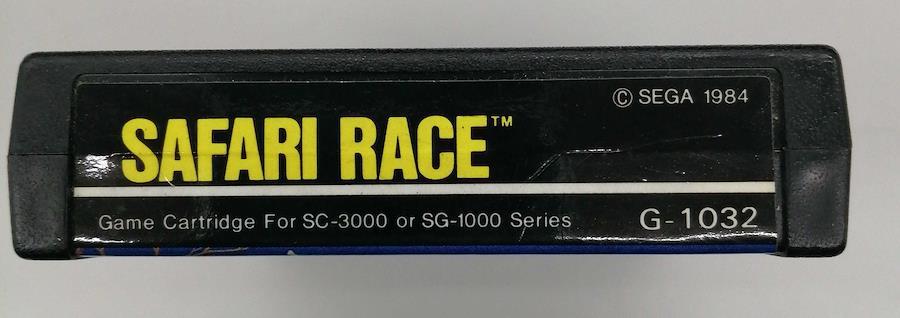 © SEGA 1984
SAFARI RACE™
Game Cartridge For SC-3000 or SG-1000 Series
G-1032